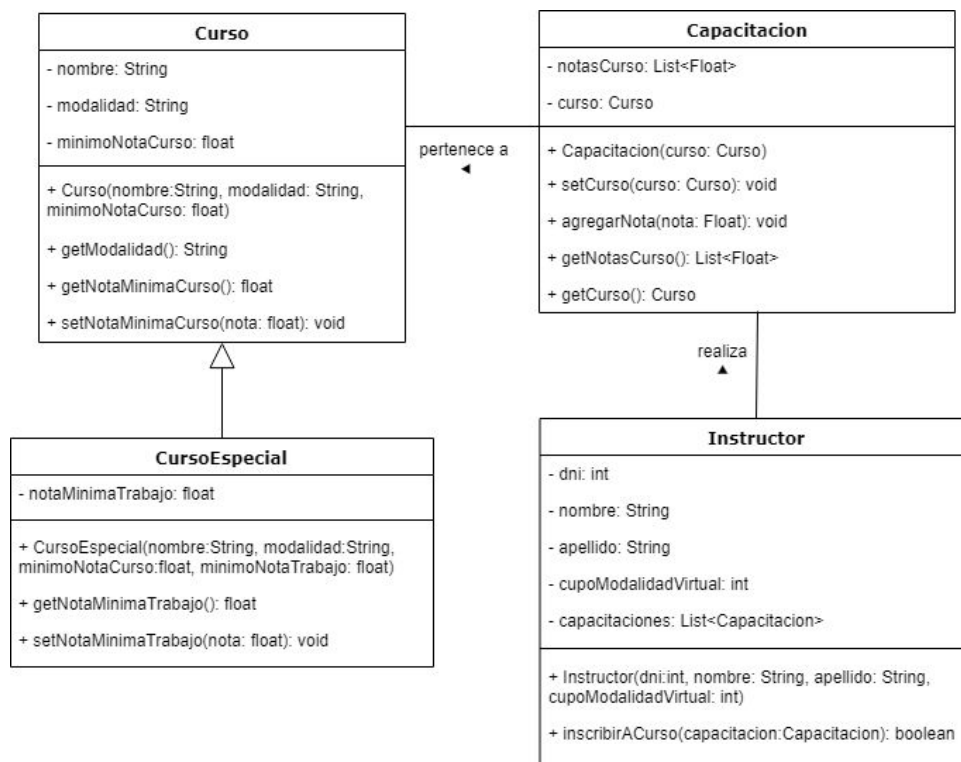 Curso
- nombre: String
- modalidad: String
- minimoNotaCurso: float
+ Curso(nombre:String, modalidad: String,
minimoNotaCurso: float)
+ getModalidad(): String
+ getNotaMinimaCurso(): float
+ setNotaMinimaCurso(nota: float): void
pertenece a
Capacitacion
- notasCurso: List<Float>
- curso: Curso
+ Capacitacion(curso: Curso)
+ setCurso(curso: Curso): void
+ agregarNota(nota: Float): void
+ getNotasCurso(): List<Float>
+ getCurso(): Curso
realiza
CursoEspecial
- notaMinimaTrabajo: float
+ CursoEspecial(nombre:String, modalidad:String,
minimoNotaCurso:float, minimoNotaTrabajo: float)
+ getNotaMinimaTrabajo(): float
+ setNotaMinimaTrabajo(nota: float): void
Instructor
- dni: int
- nombre: String
- apellido: String
- cupoModalidadVirtual: int
- capacitaciones: List<Capacitacion>
+ Instructor(dni:int, nombre: String, apellido: String,
cupoModalidadVirtual: int)
+ inscribirACurso(capacitacion:Capacitacion): boolean